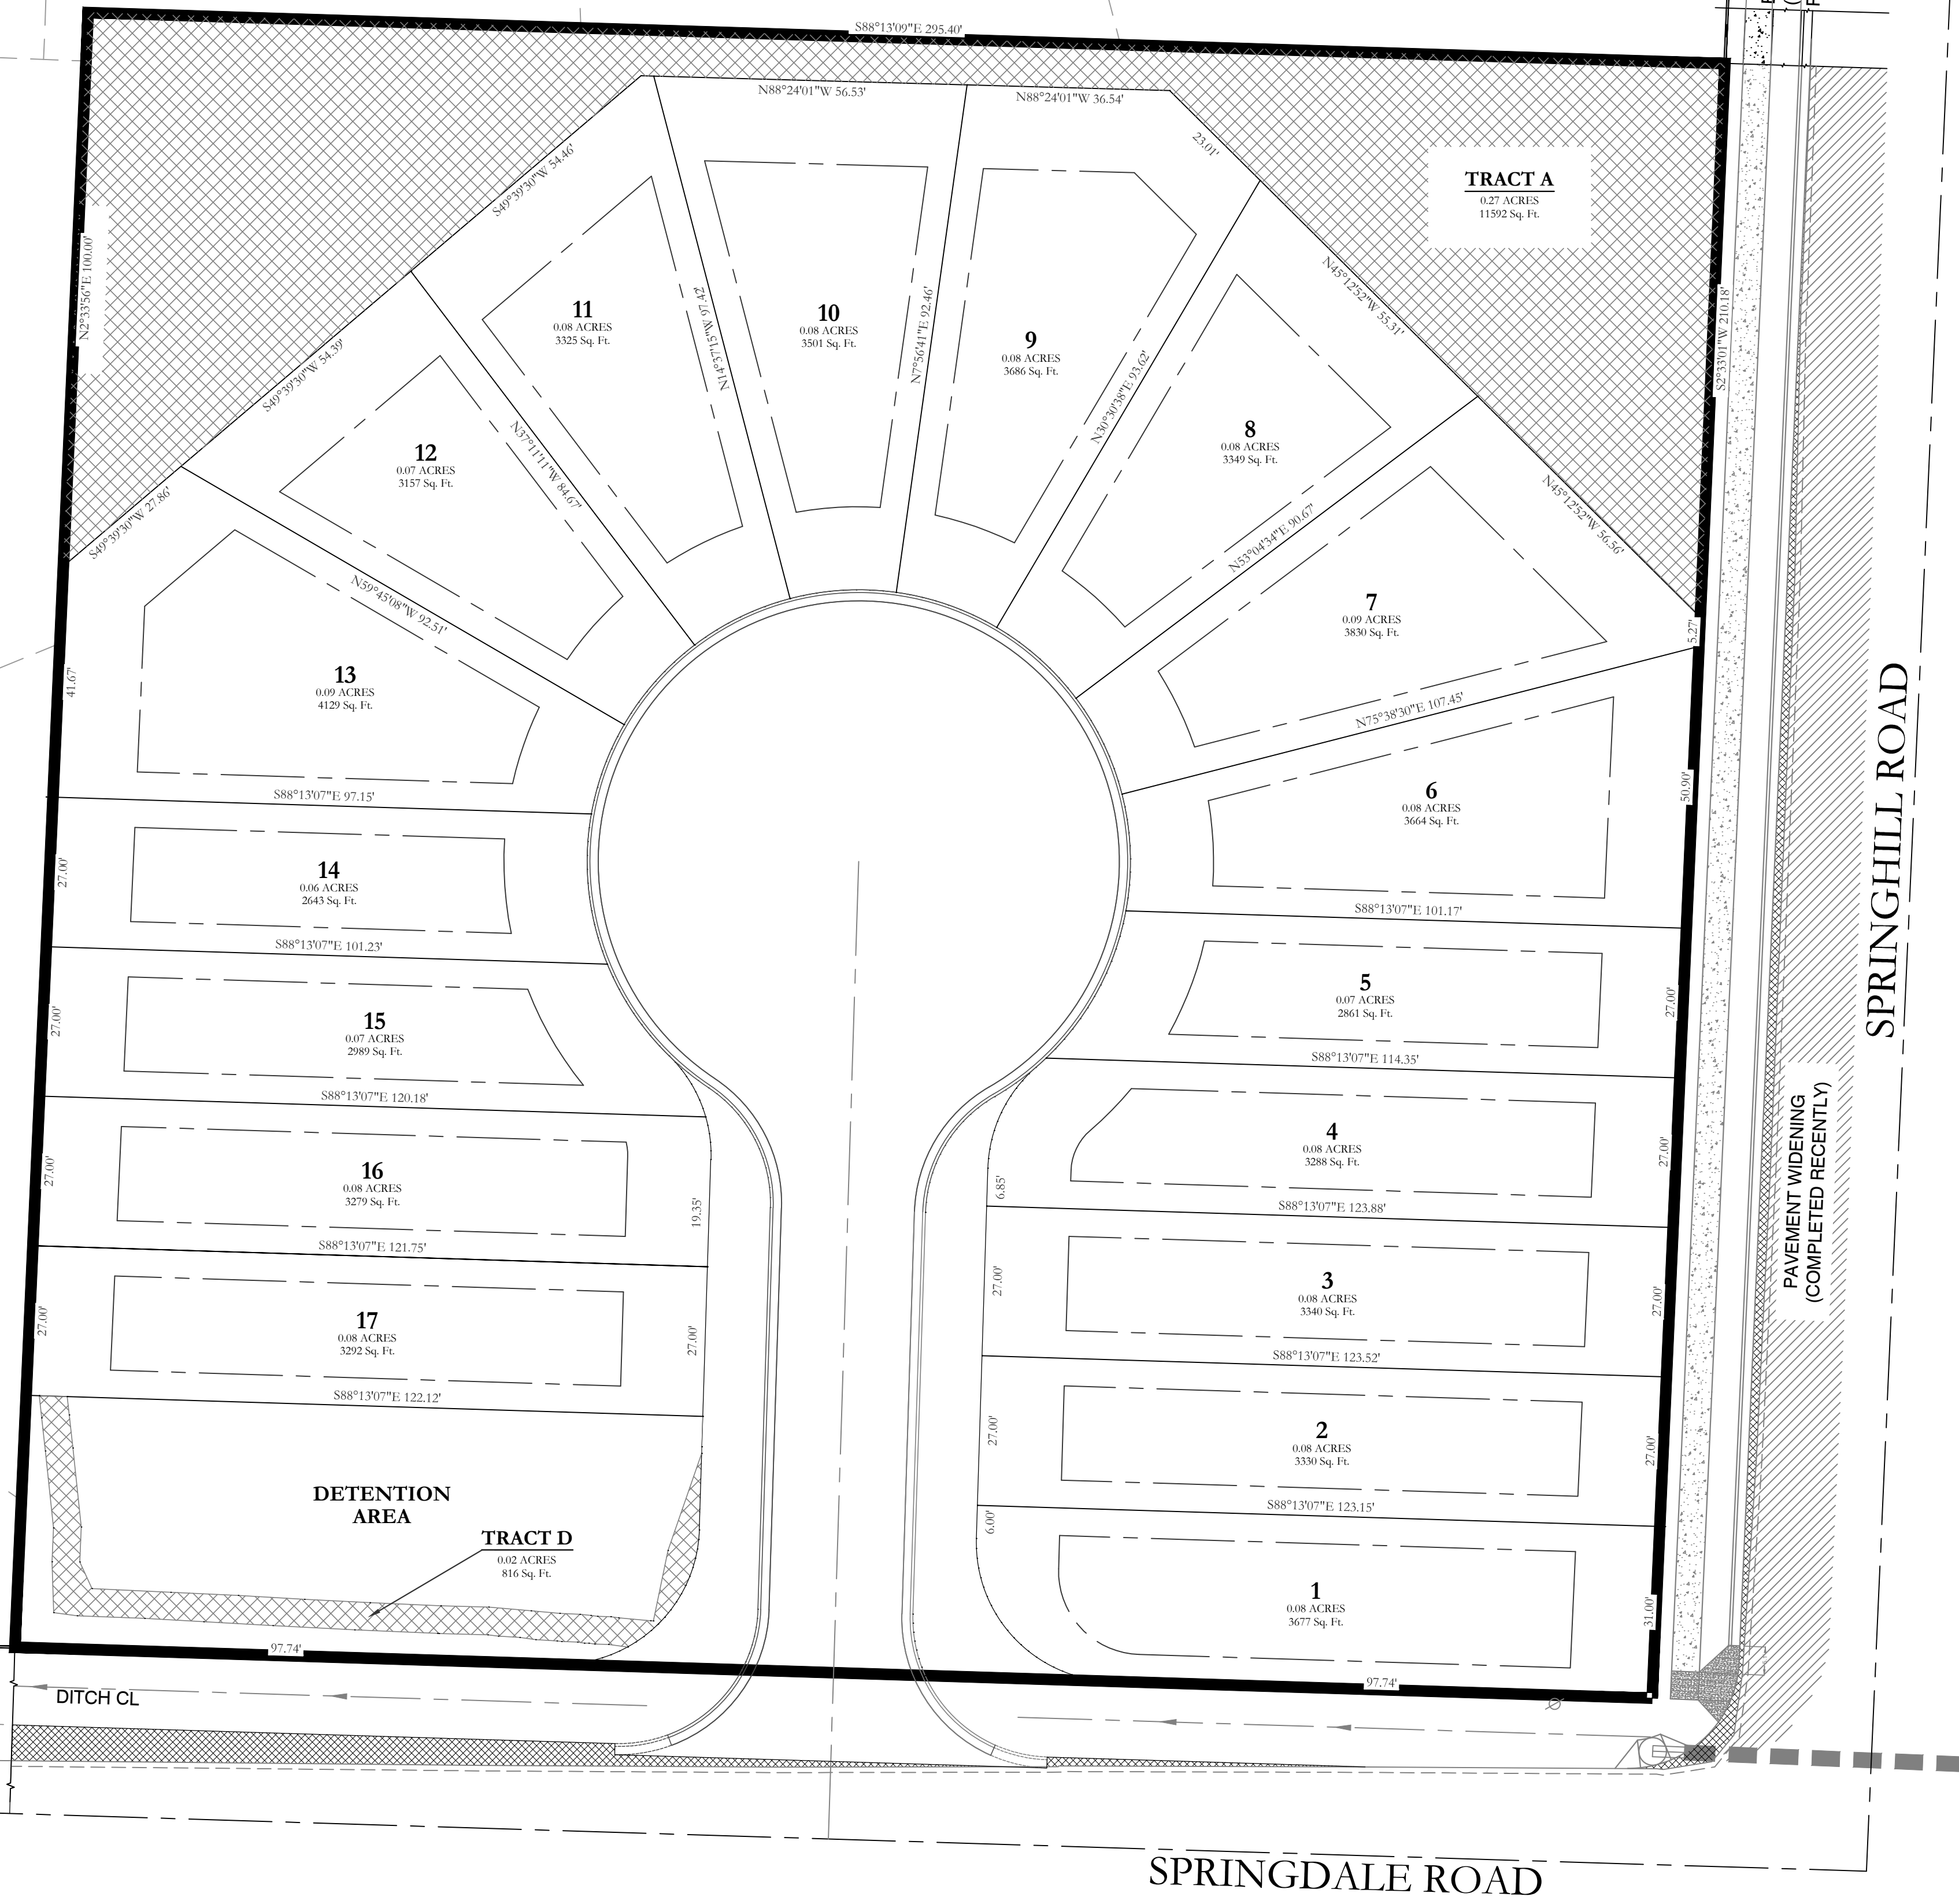 S88°13'09"E 295.40'
N88°24'01"W 56.53'
N88°24'01"W 36.54'
23.01'
S49°39'30"W 54.46'
TRACT A
0.27 ACRES
11592 Sq. Ft.
N2°33'56"E 100.00'
S49°39'30"W 54.39'
S49°39'30"W 27.86'
N45°12'52"W 55.31'
N45°12'52"W 56.56'
S2°33'01"W 210.18'
11
0.08 ACRES
3325 Sq. Ft.
N14°37'15"W 97.42'
10
0.08 ACRES
3501 Sq. Ft.
N7°56'41"E 92.46'
9
0.08 ACRES
3686 Sq. Ft.
N30°30'38"E 93.62'
8
0.08 ACRES
3349 Sq. Ft.
N53°04'34"E 90.67'
12
0.07 ACRES
3157 Sq. Ft.
N37°11'11"W 84.67'
N59°45'08"W 92.51'
7
0.09 ACRES
3830 Sq. Ft.
5.27'
N75°38'30"E 107.45'
13
0.09 ACRES
4129 Sq. Ft.
41.67'
S88°13'07"E 97.15'
6
0.08 ACRES
3664 Sq. Ft.
50.90'
S88°13'07"E 101.17'
14
0.06 ACRES
2643 Sq. Ft.
27.00'
S88°13'07"E 101.23'
5
0.07 ACRES
2861 Sq. Ft.
27.00'
S88°13'07"E 114.35'
15
0.07 ACRES
2989 Sq. Ft.
27.00'
S88°13'07"E 120.18'
4
0.08 ACRES
3288 Sq. Ft.
27.00'
6.85'
S88°13'07"E 123.88'
16
0.08 ACRES
3279 Sq. Ft.
27.00'
19.35'
S88°13'07"E 121.75'
3
0.08 ACRES
3340 Sq. Ft.
27.00'
27.00'
S88°13'07"E 123.52'
17
0.08 ACRES
3292 Sq. Ft.
27.00'
27.00'
S88°13'07"E 122.12'
2
0.08 ACRES
3330 Sq. Ft.
27.00'
27.00'
S88°13'07"E 123.15'
6.00'
DETENTION
AREA
TRACT D
0.02 ACRES
816 Sq. Ft.
1
0.08 ACRES
3677 Sq. Ft.
31.00'
97.74'
97.74'
DITCH CL
SPRINGHILL ROAD
PAVEMENT WIDENING
(COMPLETED RECENTLY)
SPRINGDALE ROAD